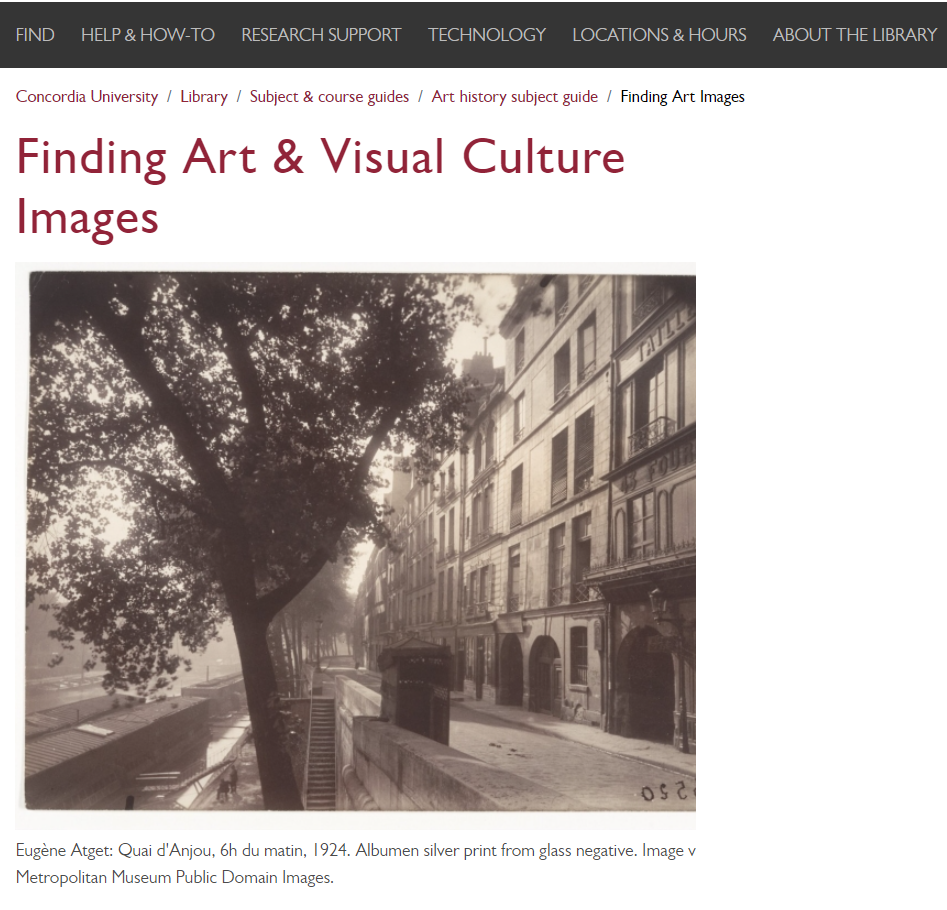 FIND HELP & HOW-TO RESEARCH SUPPORT TECHNOLOGY LOCATIONS & HOURS ABOUT THE LIBRARY
Concordia University / Library / Subject & course guides / Art history subject guide / Finding Art Images
Finding Art & Visual Culture
Images
TAILLE
Eugène Atget: Quai d'Anjou, 6h du matin, 1924. Albumen silver print from glass negative. Image v
Metropolitan Museum Public Domain Images.